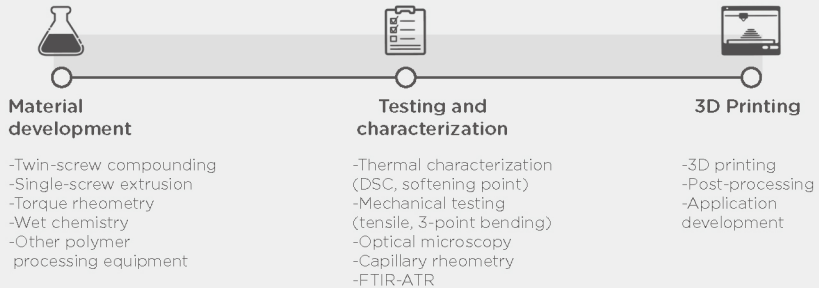 Material
development
-Twin-screw compounding
-Single-screw extrusion
-Torque rheometry
-Wet chemistry
-Other polymer
processing equipment
Testing and
characterization
-Thermal characterization
(DSC, softening point)
-Mechanical testing
(tensile, 3-point bending)
-Optical microscopy
-Capillary rheometry
-FTIR-ATR
3D Printing
-3D printing
-Post-processing
-Application
development